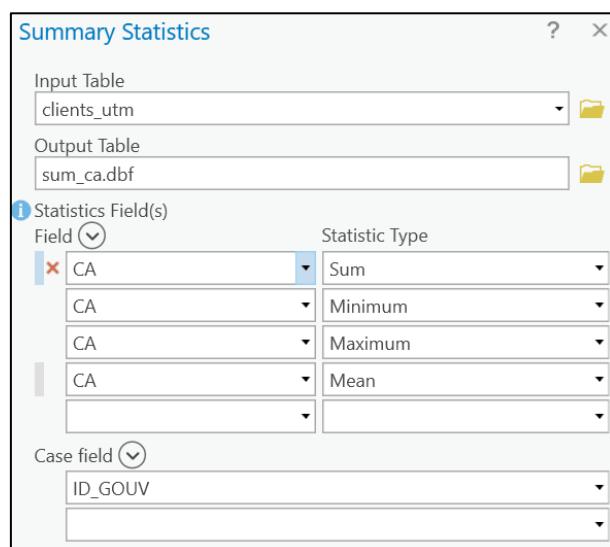 Summary Statistics ? ×
Input Table
clients_utm
Output Table
sum_ca.dbf
Statistics Field(s)
Field Statistic Type
CA Sum
CA Minimum
CA Maximum
CA Mean
Case field
ID_GOUV